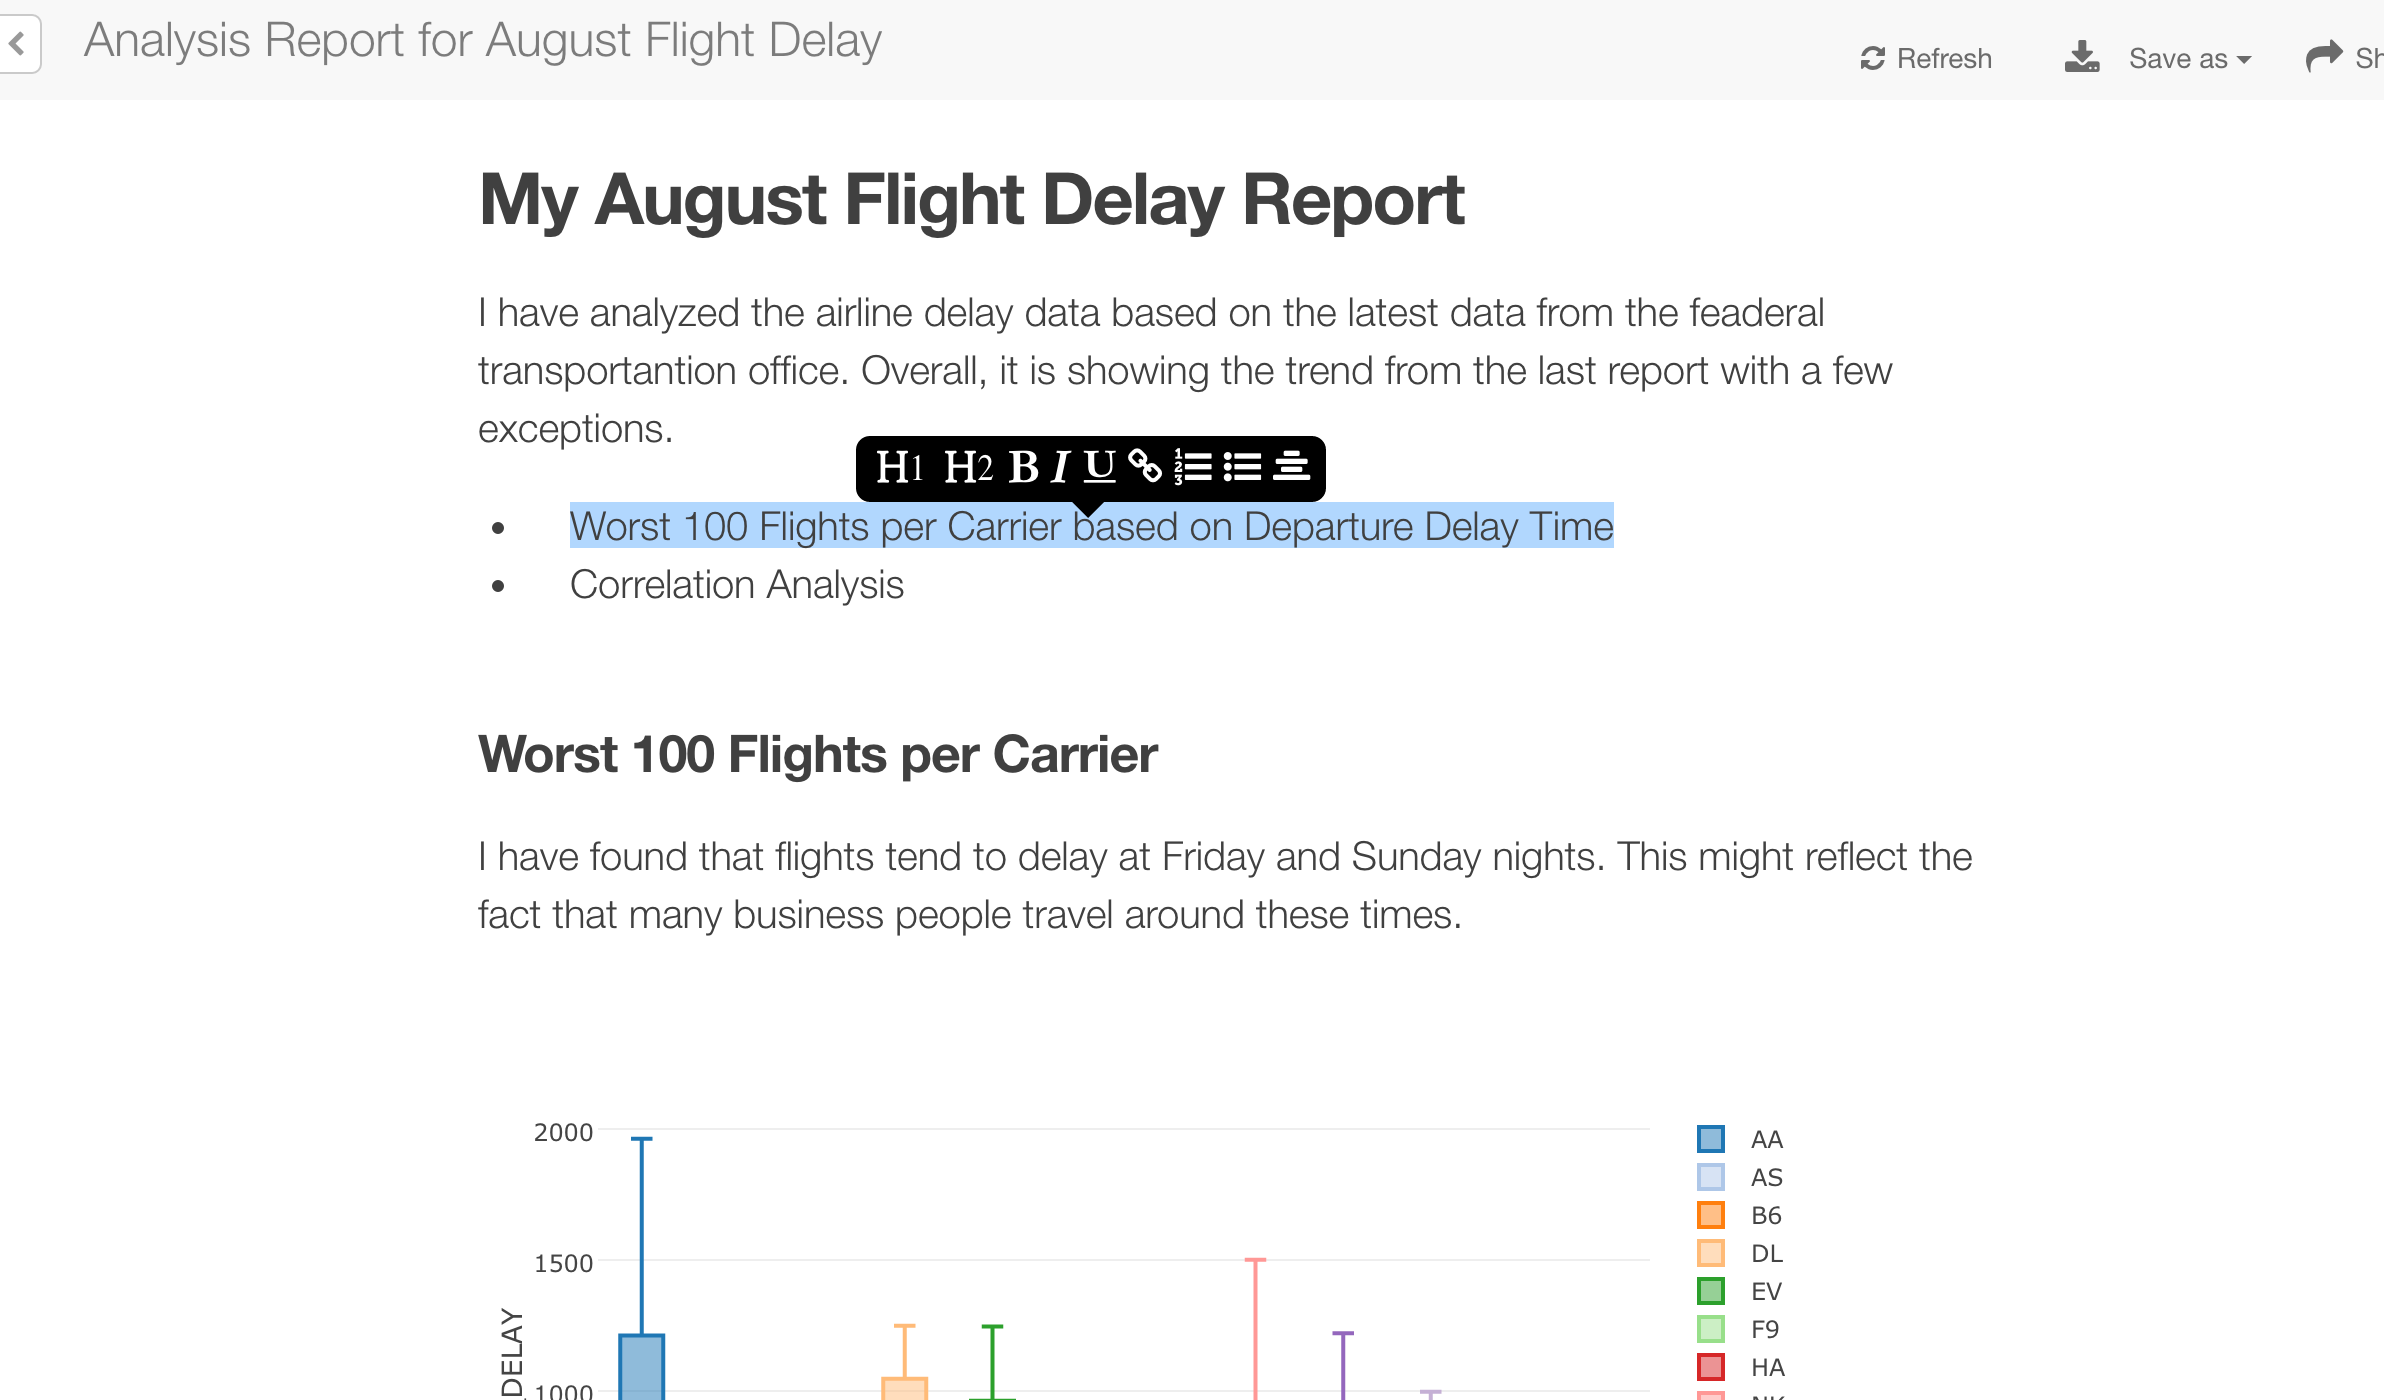 Analysis Report for August Flight Delay
Refresh
Save as
Sh
My August Flight Delay Report
I have analyzed the airline delay data based on the latest data from the feaderal
transportantion office. Overall, it is showing the trend from the last report with a few
exceptions.
H1 H2 B I U
• Worst 100 Flights per Carrier based on Departure Delay Time
• Correlation Analysis
Worst 100 Flights per Carrier
I have found that flights tend to delay at Friday and Sunday nights. This might reflect the
fact that many business people travel around these times.
2000
1500
1000
DELAY
AA
AS
B6
DL
EV
F9
HA
NK